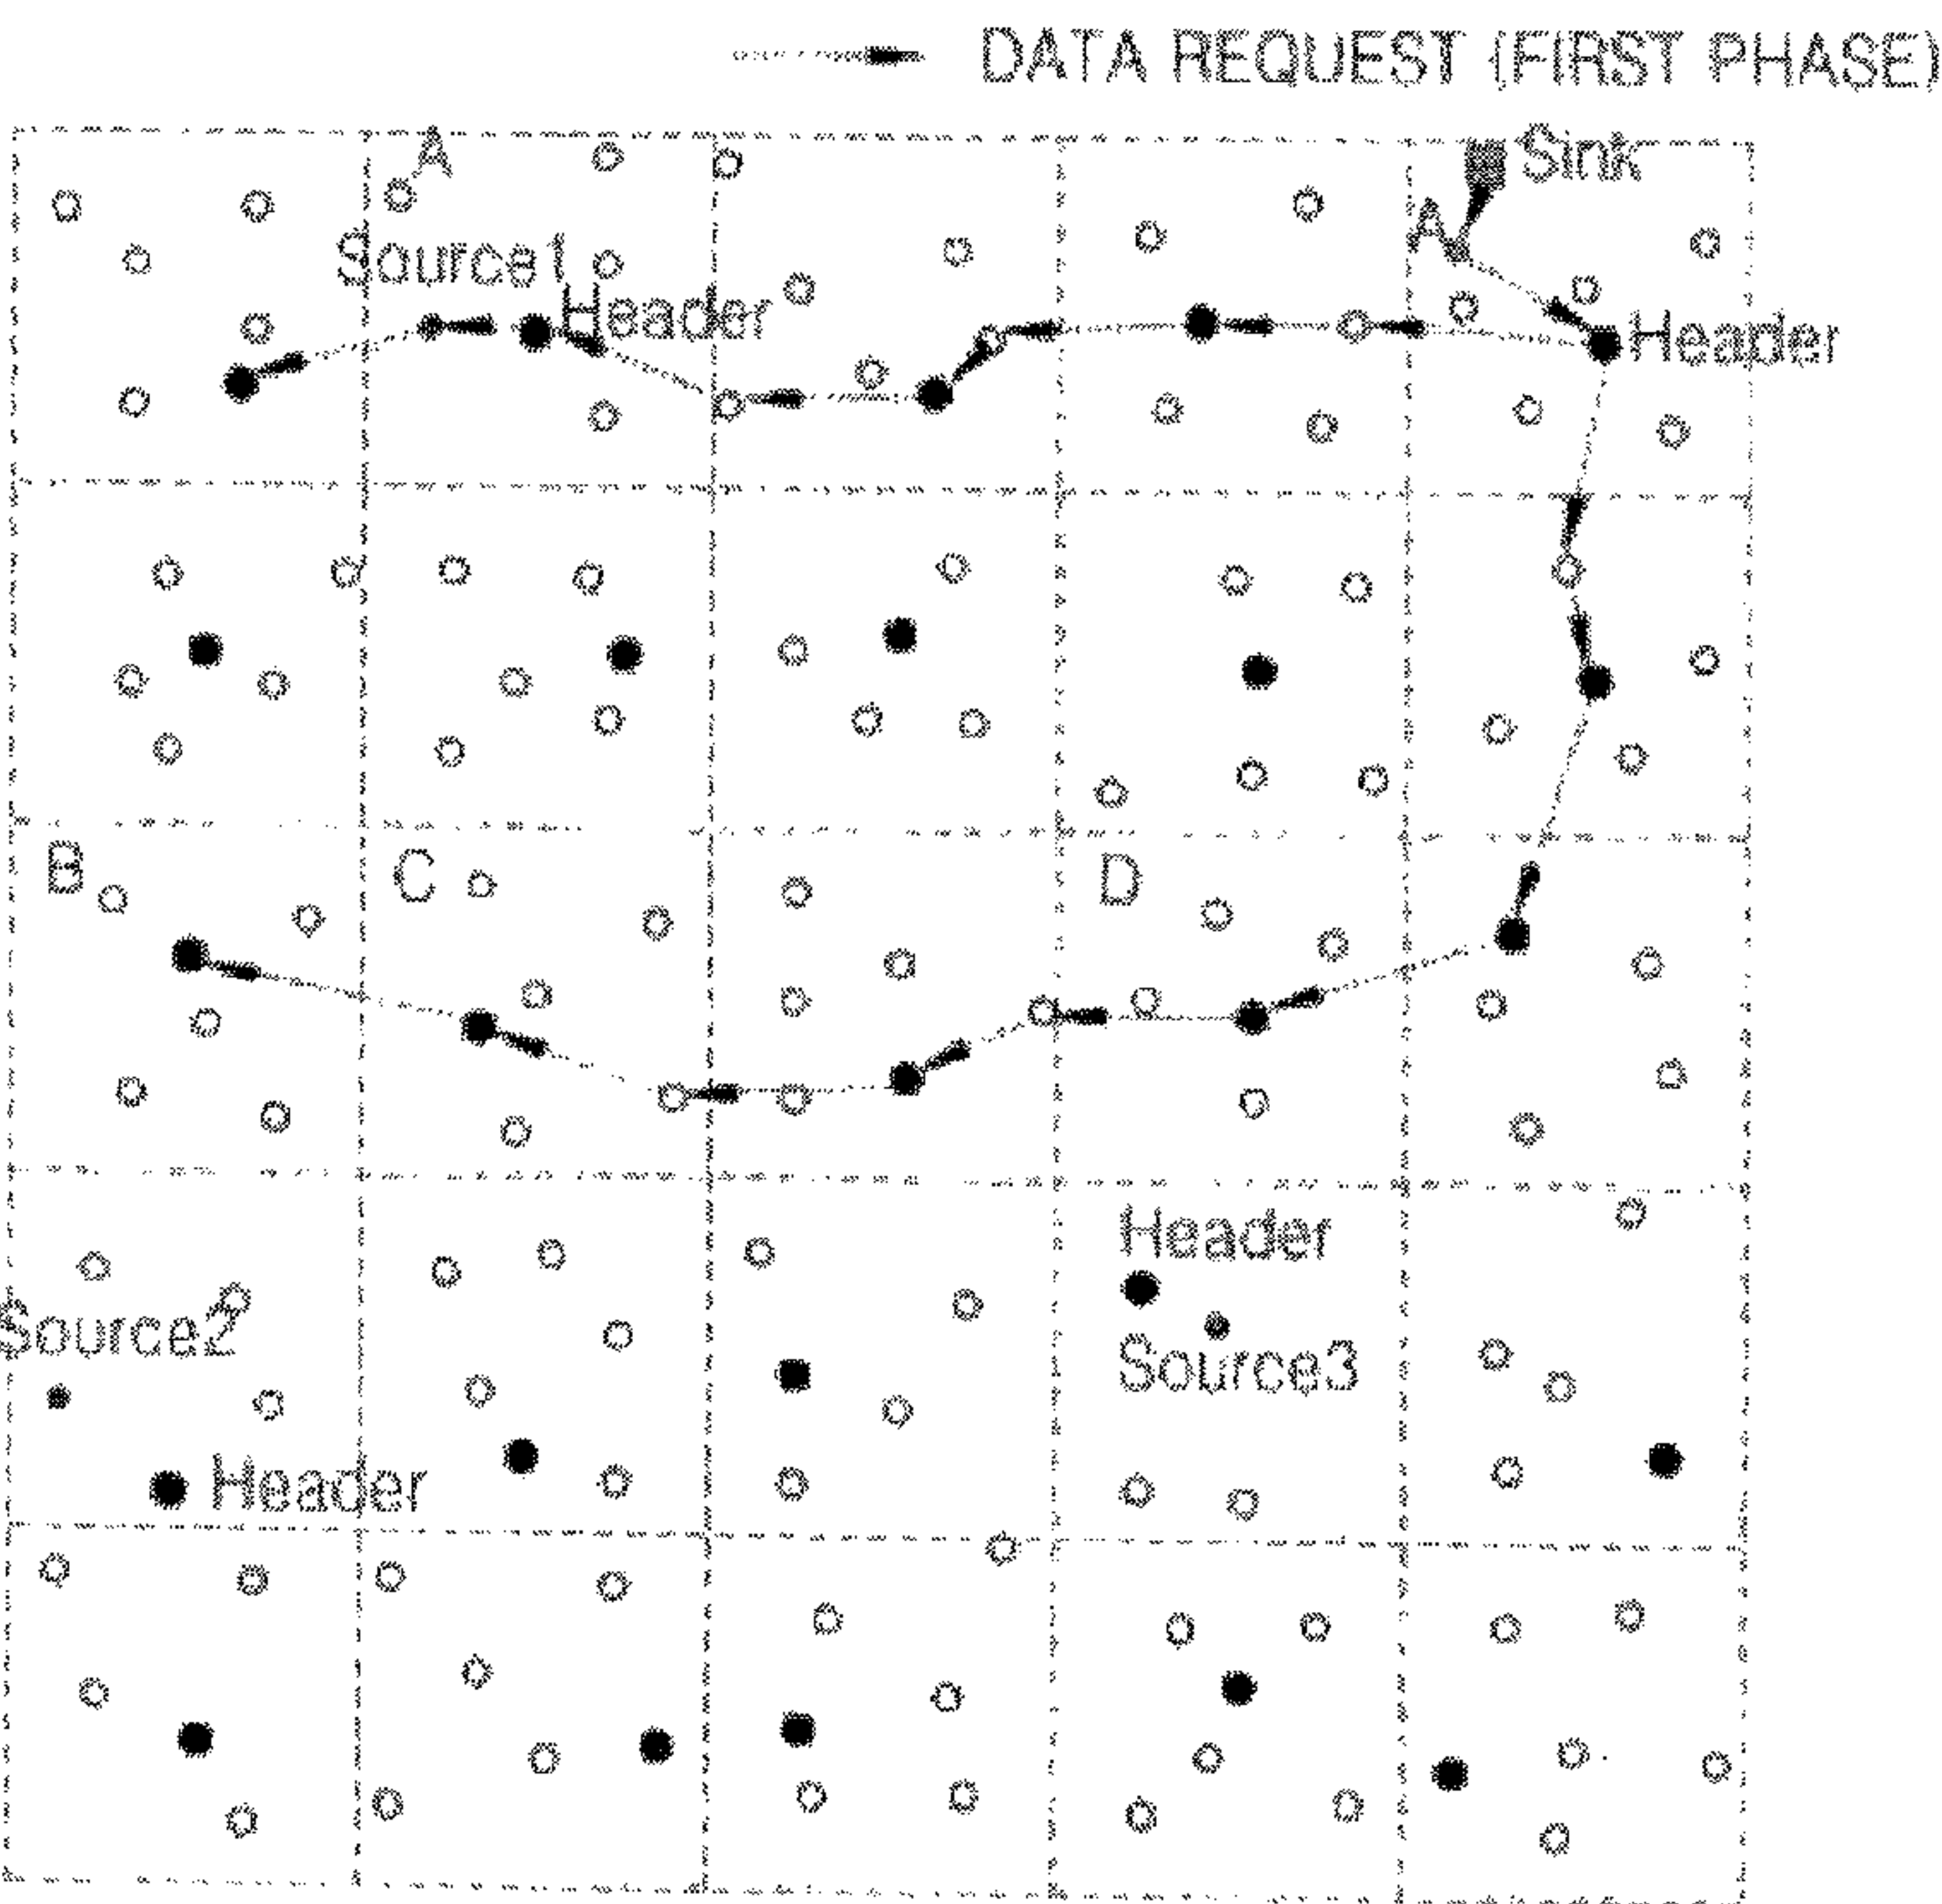 DATA REQUEST (FIRST PHASE)
A
Sink
A
Source1
Header
Header
B
C
D
Header
Source2
Source3
Header